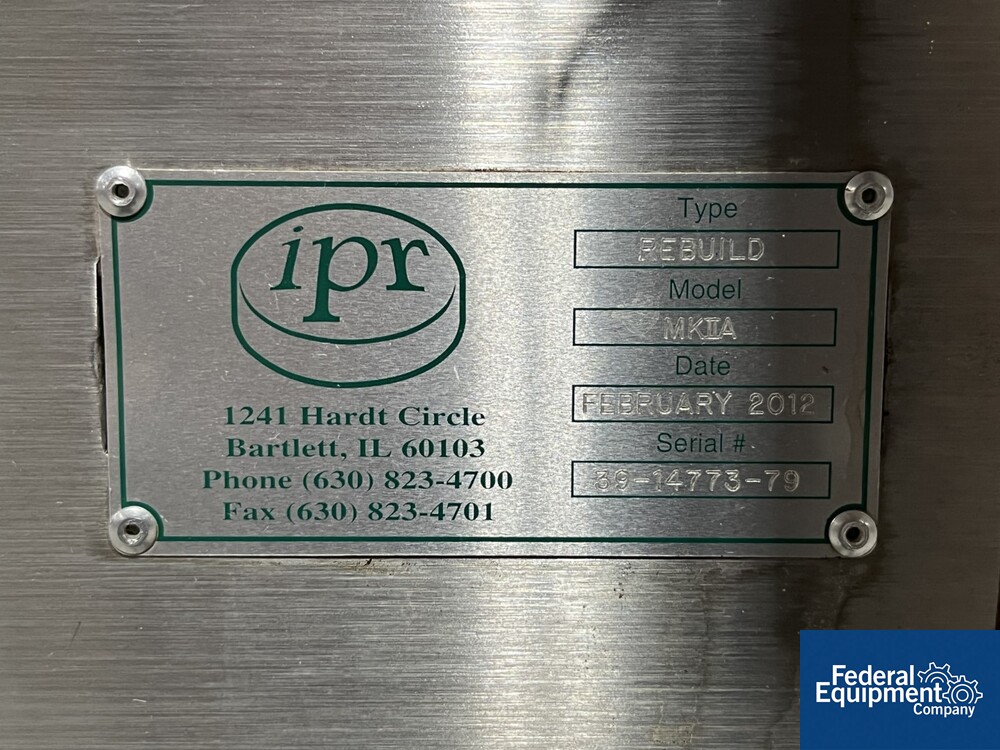 ipr
1241 Hardt Circle
Bartlett, IL 60103
Phone (630) 823-4700
Fax (630) 823-4701
Type
REBUILD
Model
MKIIA
Date
FEBRUARY 2012
Serial #
39-14773-79
Federal
Equipment
Company